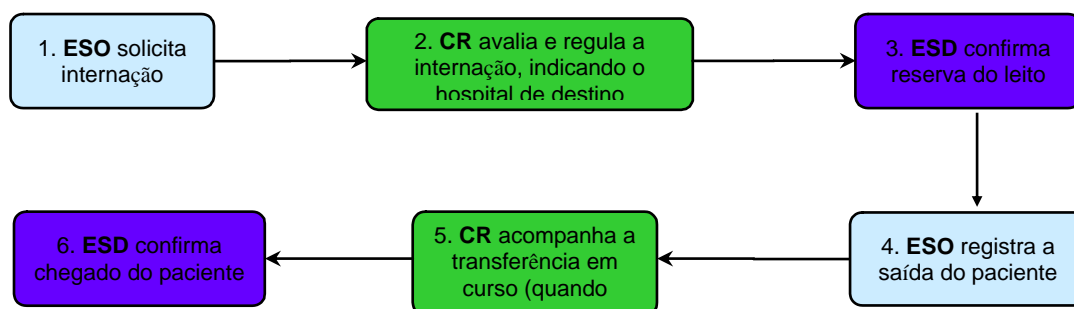 1. ESO solicita
internação
2. CR avalia e regula a
internação, indicando o
hospital de destino
3. ESD confirma
reserva do leito
4. ESO registra a
saída do paciente
5. CR acompanha a
transferência em
curso (quando
6. ESD confirma
chegado do paciente